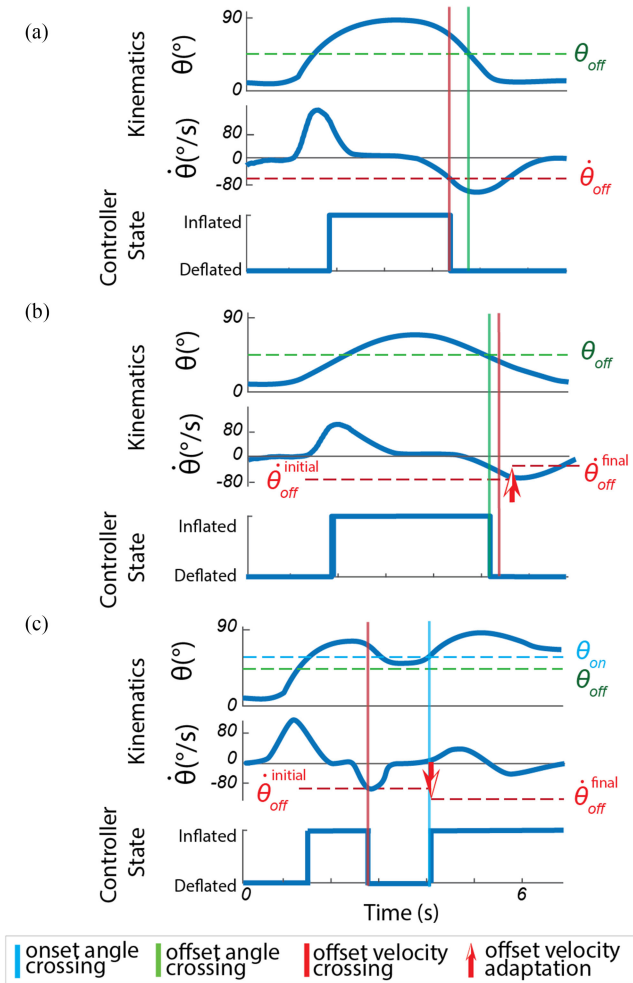 (a)
90
Kinematics
θ(°)
θoff
0
θ̇(°/s)
80
0
-80
θ̇off
Controller
State
Inflated
Deflated
(b)
90
Kinematics
θ(°)
θoff
0
θ̇(°/s)
80
0
-80
θ̇off initial
θ̇off final
Controller
State
Inflated
Deflated
(c)
90
Kinematics
θ(°)
θon
θoff
0
θ̇(°/s)
80
0
-80
θ̇off initial
θ̇off final
Controller
State
Inflated
Deflated
0 6
Time (s)
onset angle
crossing
offset angle
crossing
offset velocity
crossing
offset velocity
adaptation